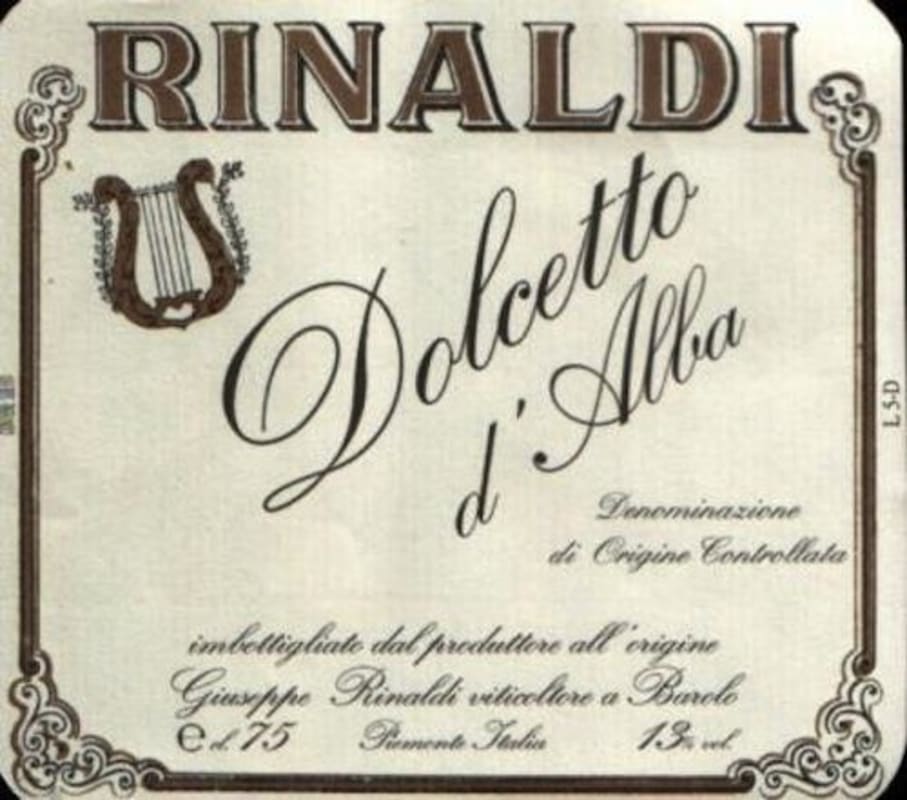 RINALDI
Dolcetto
d'Alba
Denominazione
di Origine Controllata
L 5-D
imbottigliato dal produttore all'origine
Giuseppe Rinaldi viticoltore a Barolo
e cl. 75 Piemonte Italia 13% vol.